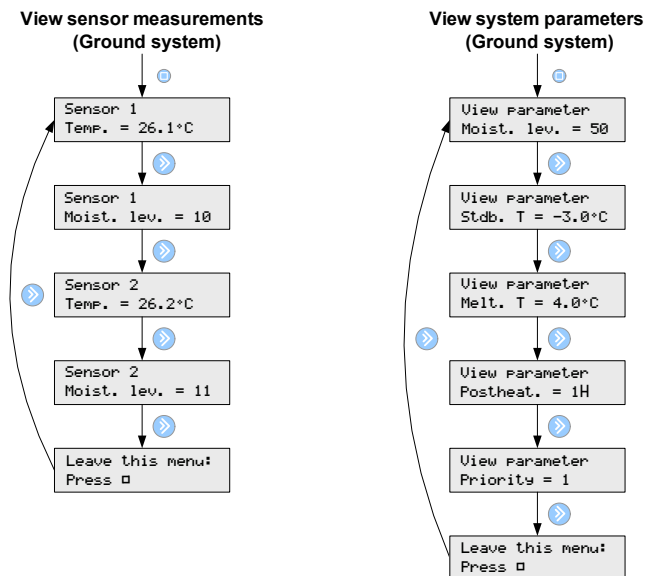 View sensor measurements
(Ground system)
Sensor 1
Temp. = 26.1°C
Sensor 1
Moist. lev. = 10
Sensor 2
Temp. = 26.2°C
Sensor 2
Moist. lev. = 11
Leave this menu:
Press □
View system parameters
(Ground system)
View parameter
Moist. lev. = 50
View parameter
Stdb. T = -3.0°C
View parameter
Melt. T = 4.0°C
View parameter
Postheat. = 1H
View parameter
Priority = 1
Leave this menu:
Press □